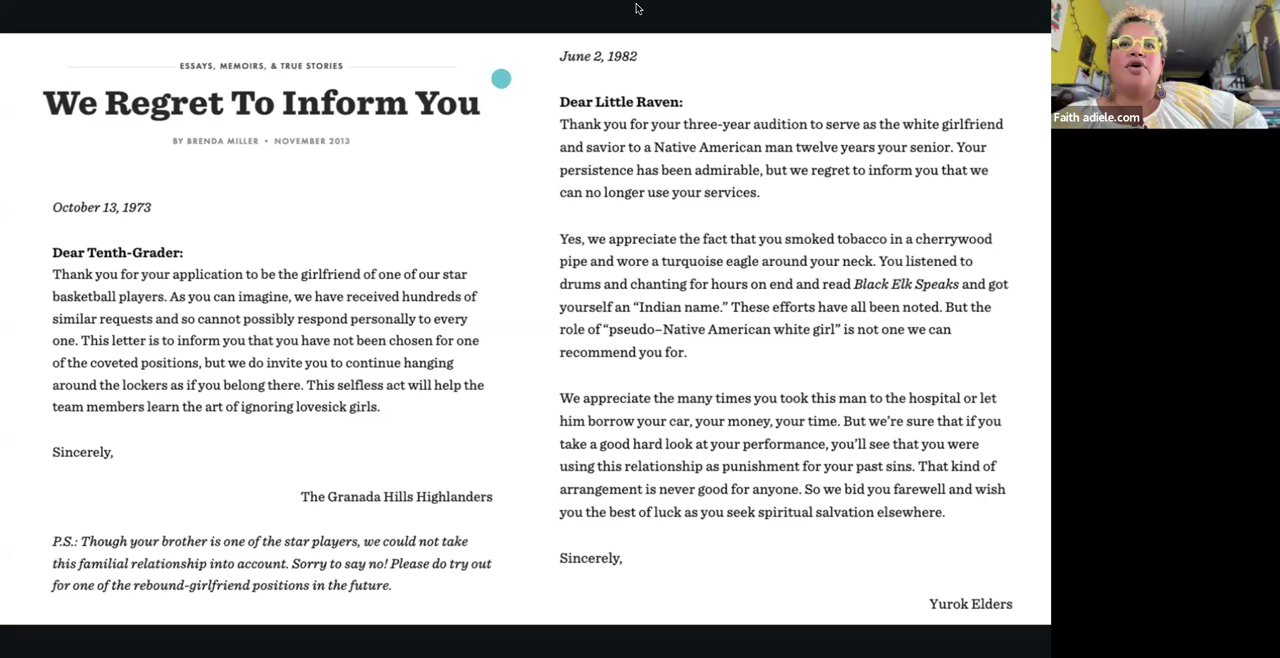 ESSAYS, MEMOIRS, & TRUE STORIES
We Regret To Inform You
BY BRENDA MILLER • NOVEMBER 2013
October 13, 1973
Dear Tenth-Grader:
Thank you for your application to be the girlfriend of one of our star
basketball players. As you can imagine, we have received hundreds of
similar requests and so cannot possibly respond personally to every
one. This letter is to inform you that you have not been chosen for one
of the coveted positions, but we do invite you to continue hanging
around the lockers as if you belong there. This selfless act will help the
team members learn the art of ignoring lovesick girls.
Sincerely,
The Granada Hills Highlanders
P.S.: Though your brother is one of the star players, we could not take
this familial relationship into account. Sorry to say no! Please do try out
for one of the rebound-girlfriend positions in the future.
June 2, 1982
Dear Little Raven:
Thank you for your three-year audition to serve as the white girlfriend
and savior to a Native American man twelve years your senior. Your
persistence has been admirable, but we regret to inform you that we
can no longer use your services.
Yes, we appreciate the fact that you smoked tobacco in a cherrywood
pipe and wore a turquoise eagle around your neck. You listened to
drums and chanting for hours on end and read Black Elk Speaks and got
yourself an “Indian name.” These efforts have all been noted. But the
role of “pseudo–Native American white girl” is not one we can
recommend you for.
We appreciate the many times you took this man to the hospital or let
him borrow your car, your money, your time. But we’re sure that if you
take a good hard look at your performance, you’ll see that you were
using this relationship as punishment for your past sins. That kind of
arrangement is never good for anyone. So we bid you farewell and wish
you the best of luck as you seek spiritual salvation elsewhere.
Sincerely,
Yurok Elders
Faith adiele.com